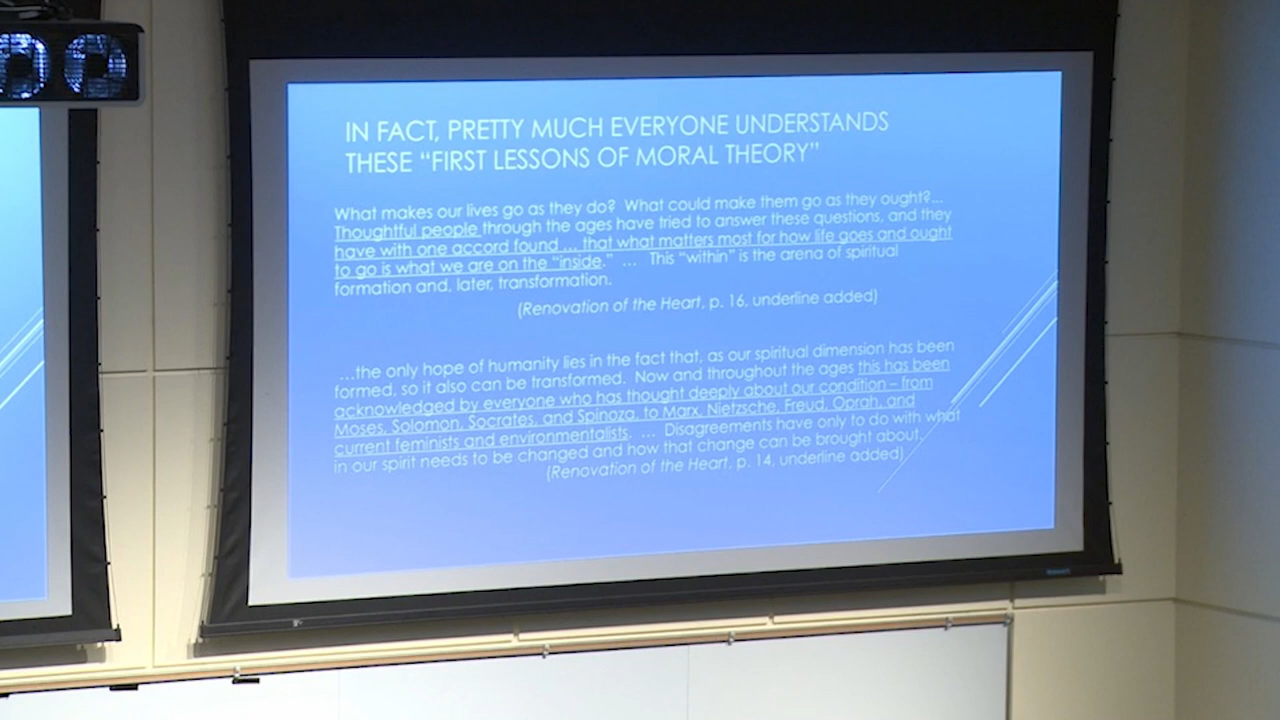 IN FACT, PRETTY MUCH EVERYONE UNDERSTANDS
THESE “FIRST LESSONS OF MORAL THEORY”
What makes our lives go as they do? What could make them go as they ought?...
Thoughtful people through the ages have tried to answer these questions, and they
have with one accord found … that what matters most for how life goes and ought
to go is what we are on the “inside.” … This “within” is the arena of spiritual
formation and, later, transformation.
(Renovation of the Heart, p. 16, underline added)
…the only hope of humanity lies in the fact that, as our spiritual dimension has been
formed, so it also can be transformed. Now and throughout the ages this has been
acknowledged by everyone who has thought deeply about our condition – from
Moses, Solomon, Socrates, and Spinoza, to Marx, Nietzsche, Freud, Oprah, and
current feminists and environmentalists. … Disagreements have only to do with what
in our spirit needs to be changed and how that change can be brought about.
(Renovation of the Heart, p. 14, underline added)